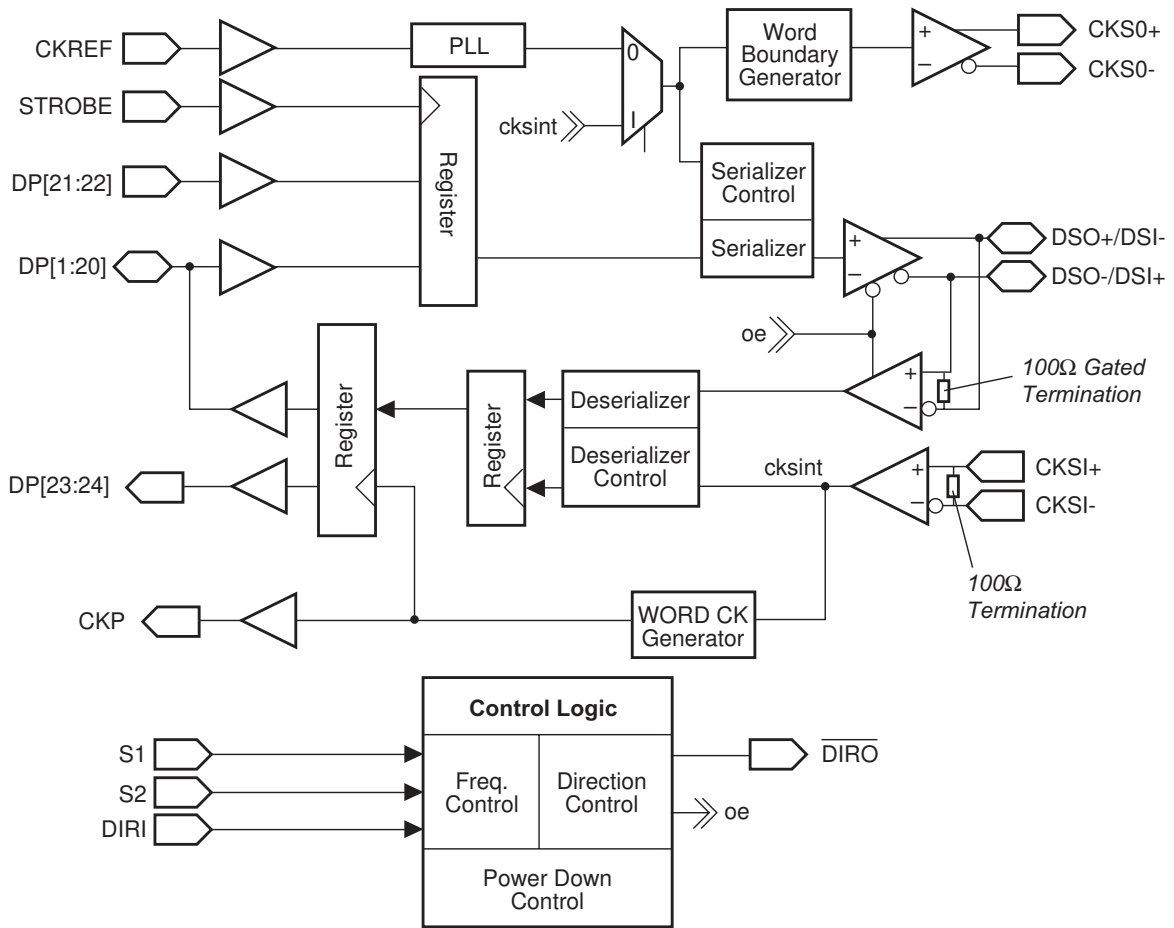 CKREF
PLL
0
Word
Boundary
Generator
+
−
CKS0+
CKS0-
STROBE
cksint
I
Register
DP[21:22]
Serializer
Control
Serializer
DP[1:20]
+
−
DSO+/DSI-
DSO-/DSI+
oe
100Ω Gated
Termination
+
−
Deserializer
Deserializer
Control
Register
Register
DP[23:24]
cksint
+
−
CKSI+
CKSI-
100Ω
Termination
CKP
WORD CK
Generator
Control Logic
S1
S2
DIRI
Freq.
Control
Direction
Control
DIRO
oe
Power Down
Control